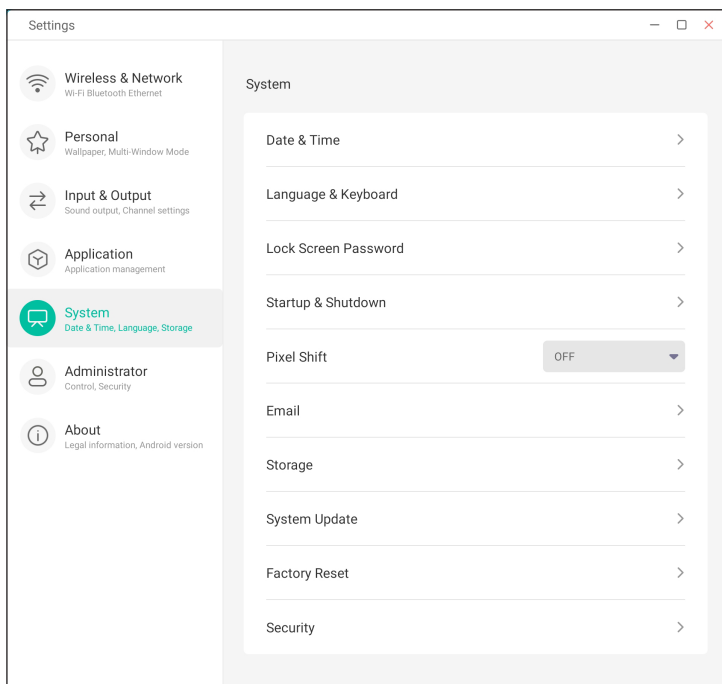 Settings
Wireless & Network
Wi-Fi Bluetooth Ethernet
Personal
Wallpaper, Multi-Window Mode
Input & Output
Sound output, Channel settings
Application
Application management
System
Date & Time, Language, Storage
Administrator
Control, Security
About
Legal information, Android version
System
Date & Time
Language & Keyboard
Lock Screen Password
Startup & Shutdown
Pixel Shift
OFF
Email
Storage
System Update
Factory Reset
Security